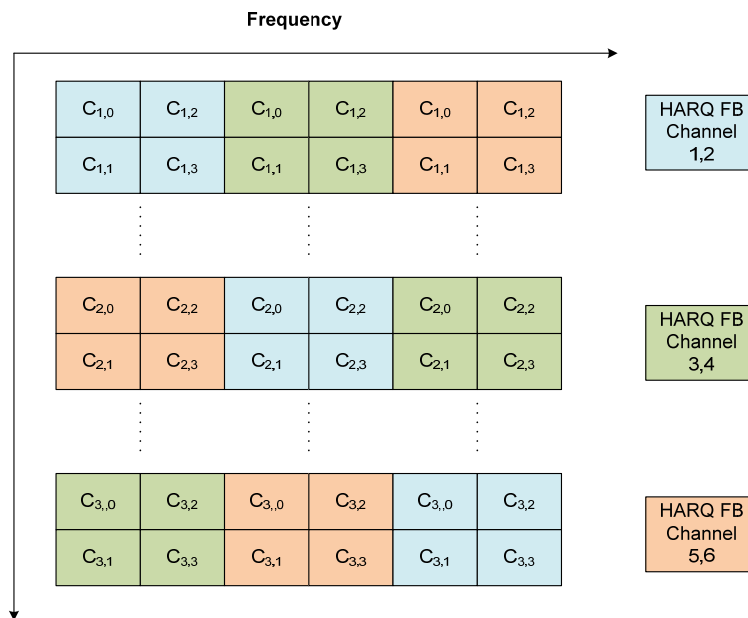 Frequency
C1,0 C1,2 C1,0 C1,2 C1,0 C1,2
C1,1 C1,3 C1,1 C1,3 C1,1 C1,3
HARQ FB
Channel
1,2
C2,0 C2,2 C2,0 C2,2 C2,0 C2,2
C2,1 C2,3 C2,1 C2,3 C2,1 C2,3
HARQ FB
Channel
3,4
C3,,0 C3,2 C3,,0 C3,2 C3,,0 C3,2
C3,1 C3,3 C3,1 C3,3 C3,1 C3,3
HARQ FB
Channel
5,6